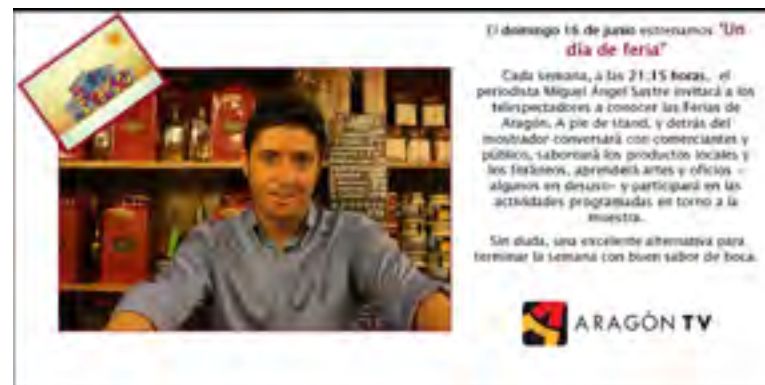 El domingo 16 de junio estrenamos "Un
día de feria"
Cada semana, a las 21.15 horas, el
periodista Miguel Ángel Sastre invitará a los
telespectadores a conocer las Ferias de
Aragón. A pie de stand, y detrás del
mostrador conversará con comerciantes y
público, saboreará los productos locales y
los foráneos, aprenderá artes y oficios –
algunos en desuso– y participará en las
actividades programadas en torno a la
muestra.
Sin duda, una excelente alternativa para
terminar la semana con buen sabor de boca.
ARAGÓN TV